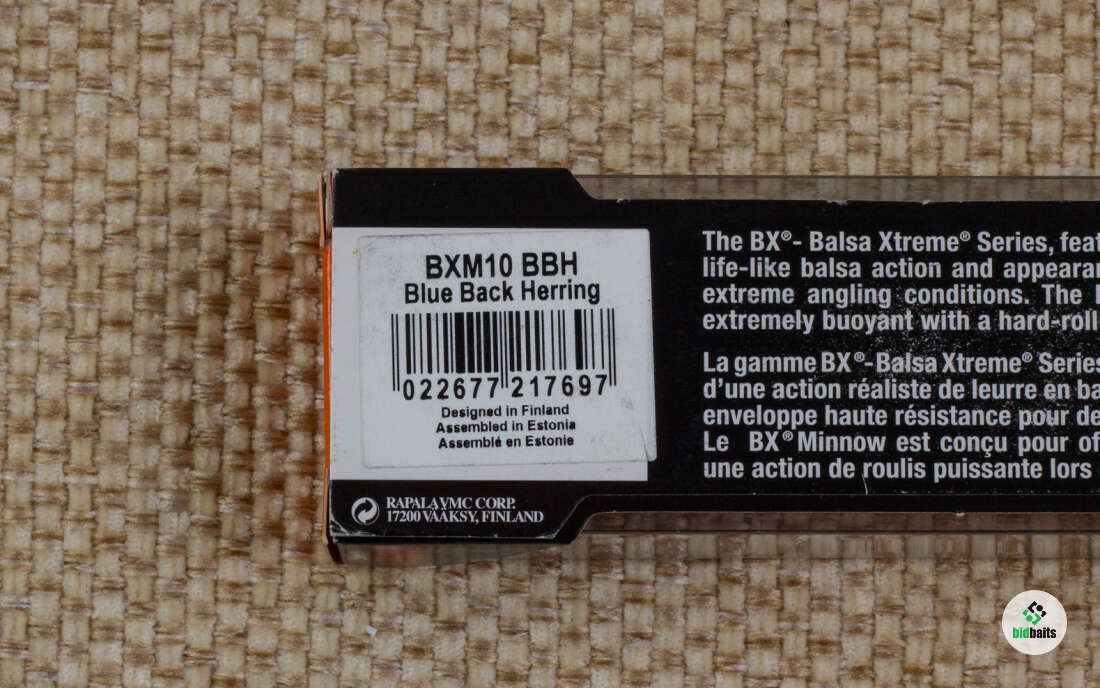 BXM10 BBH
Blue Back Herring
022677 217697
Designed in Finland
Assembled in Estonia
Assemblé en Estonie
RAPALA VMC CORP.
17200 VÄÄKSY, FINLAND
The BX®- Balsa Xtreme® Series, feat
life-like balsa action and appearan
extreme angling conditions. The
extremely buoyant with a hard-roll
La gamme BX®-Balsa Xtreme® Series
d'une action réaliste de leurre en ba
enveloppe haute résistance pour de
Le BX® Minnow est conçu pour of
une action de roulis puissante lors
bidbaits